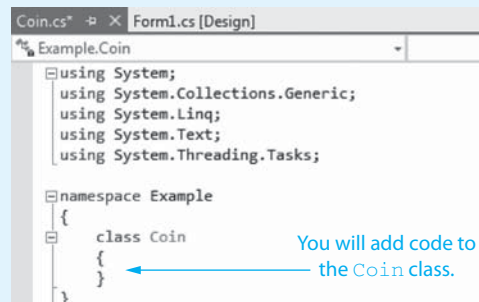 Coin.cs* Form1.cs [Design]
Example.Coin
using System;
using System.Collections.Generic;
using System.Linq;
using System.Text;
using System.Threading.Tasks;
namespace Example
{
class Coin
{
}
}
You will add code to
the Coin class.